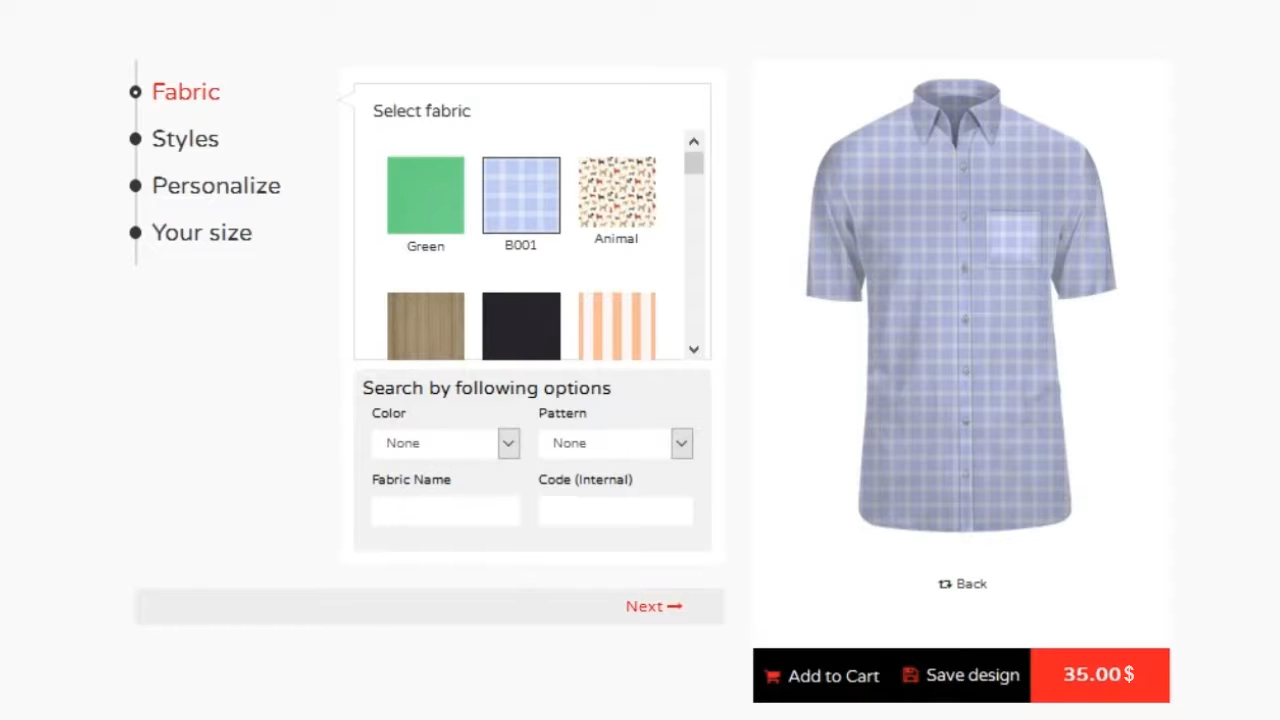 Fabric
Styles
Personalize
Your size
Select fabric
Green B001 Animal
Search by following options
Color Pattern
None None
Fabric Name Code (Internal)
Next
Back
Add to Cart Save design 35.00$